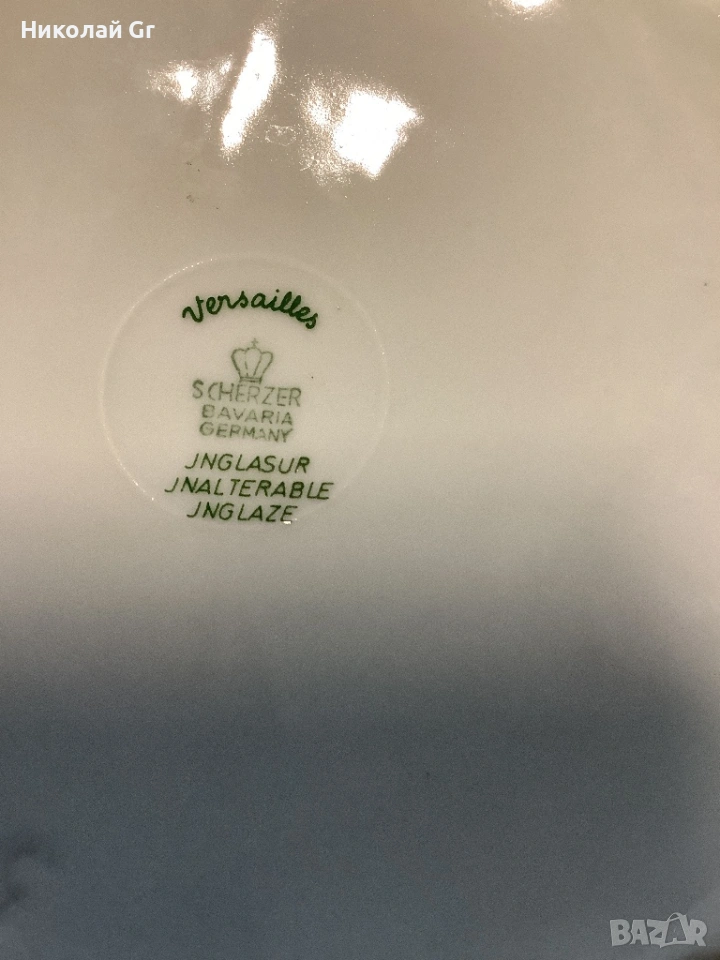 Николай Gr
Versailles
SCHERZER
BAVARIA
GERMANY
JNGLASUR
JNALTERABLE
JNGLAZE
BAZAR